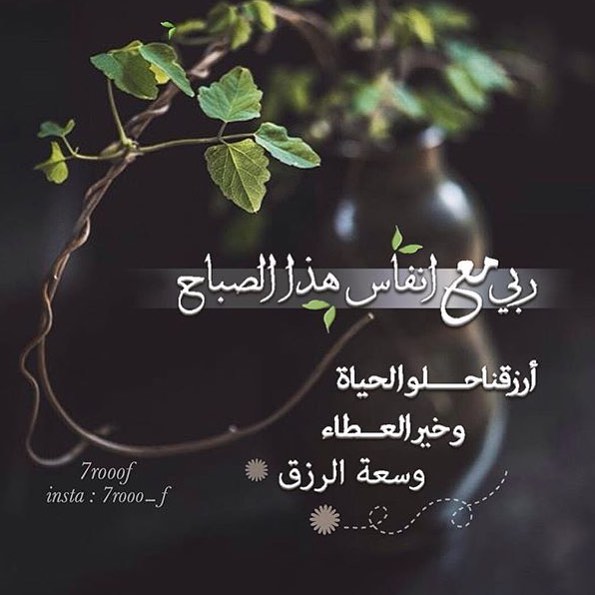 ربي مع انفاس هذا الصباح
أرزقنا حلو الحياة
وخير العطاء
وسعة الرزق
7rooof
insta : 7rooo_f